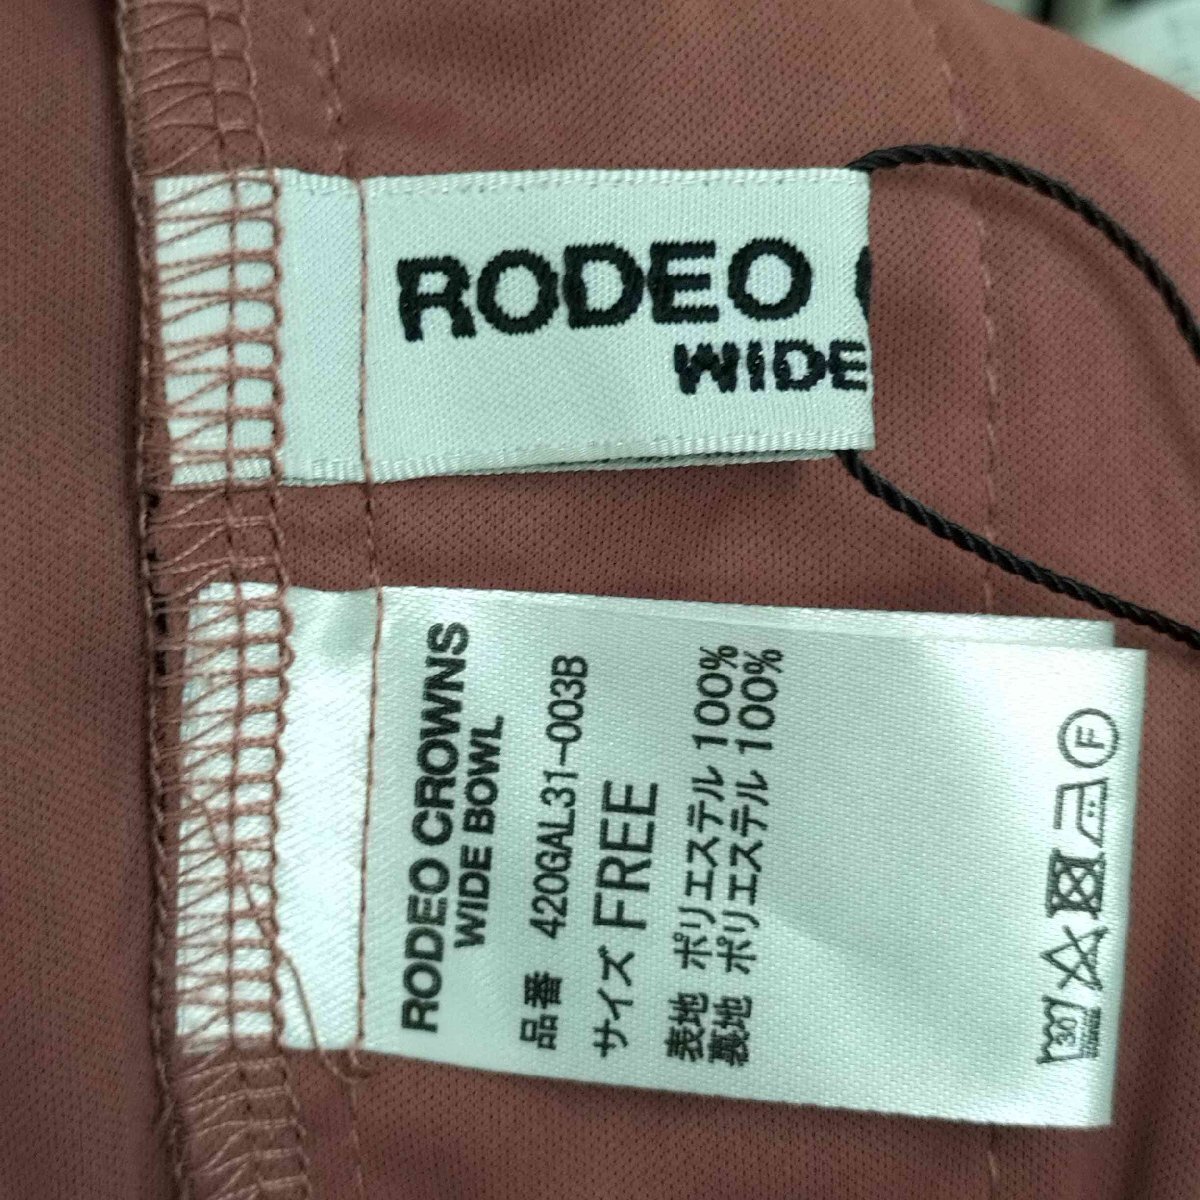 RODEO
WIDE
RODEO CROWNS
WIDE BOWL
品番 420GAL31-003B
サイズ FREE
表地 ポリエステル 100%
裏地 ポリエステル 100%
30
F